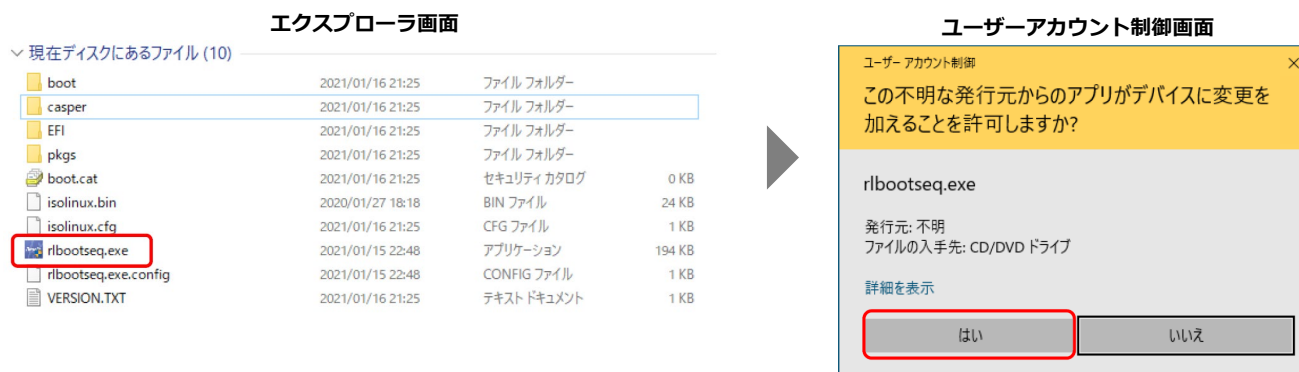 エクスプローラ画面
現在ディスクにあるファイル (10)
boot 2021/01/16 21:25 ファイル フォルダー
casper 2021/01/16 21:25 ファイル フォルダー
EFI 2021/01/16 21:25 ファイル フォルダー
pkgs 2021/01/16 21:25 ファイル フォルダー
boot.cat 2021/01/16 21:25 セキュリティ カタログ 0 KB
isolinux.bin 2020/01/27 18:18 BIN ファイル 24 KB
isolinux.cfg 2021/01/16 21:25 CFG ファイル 1 KB
rlbootseq.exe 2021/01/15 22:48 アプリケーション 194 KB
rlbootseq.exe.config 2021/01/15 22:48 CONFIG ファイル 1 KB
VERSION.TXT 2021/01/16 21:25 テキスト ドキュメント 1 KB
ユーザーアカウント制御画面
ユーザー アカウント制御
この不明な発行元からのアプリがデバイスに変更を
加えることを許可しますか?
rlbootseq.exe
発行元: 不明
ファイルの入手先: CD/DVD ドライブ
詳細を表示
はい いいえ